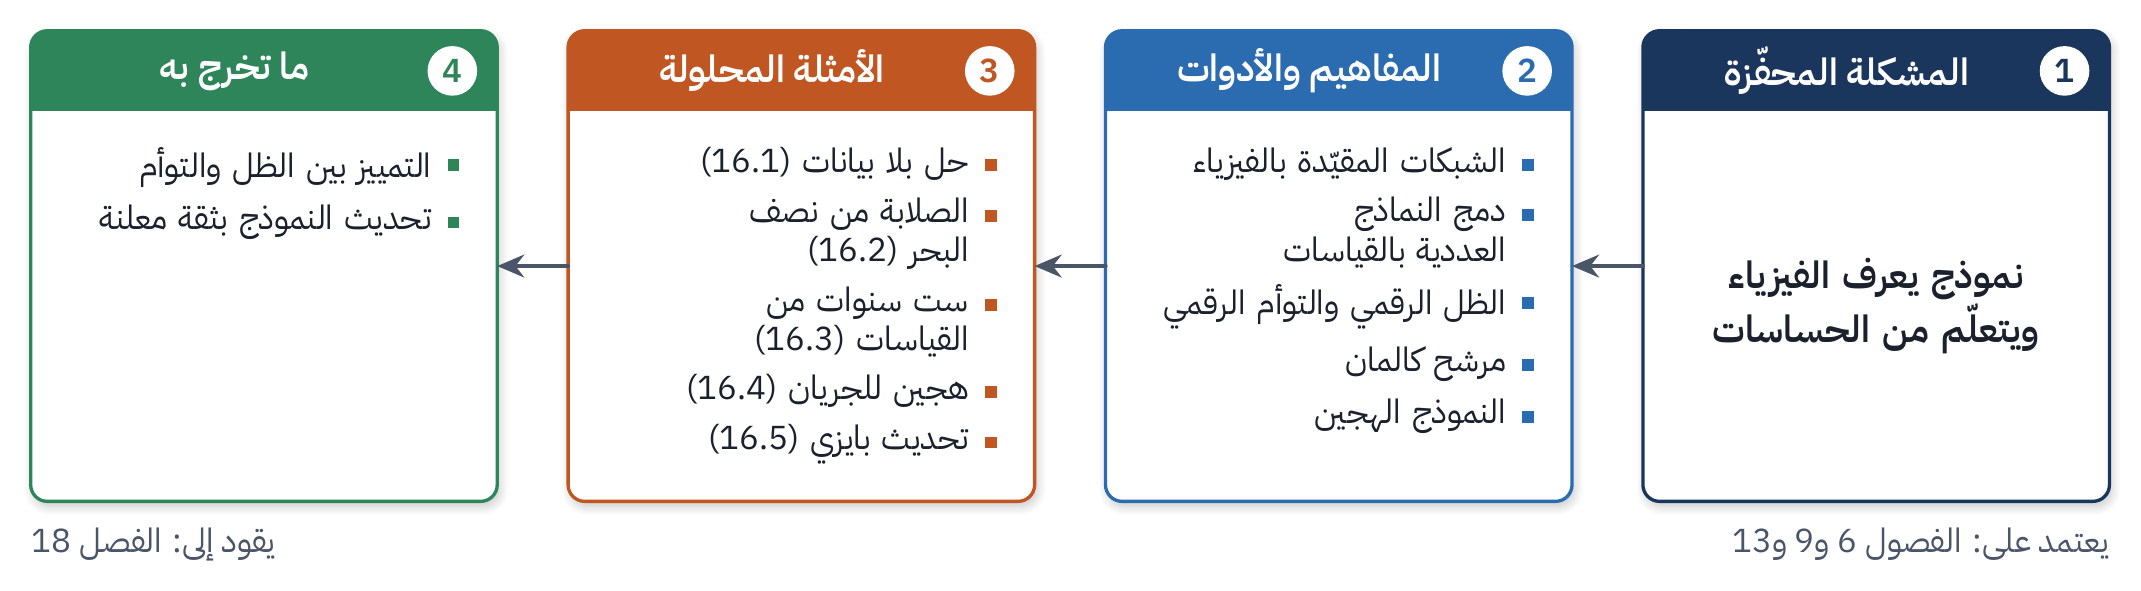 1
المشكلة المحفّزة
نموذج يعرف الفيزياء
ويتعلّم من الحساسات
2
المفاهيم والأدوات
الشبكات المقيّدة بالفيزياء
دمج النماذج
العددية بالقياسات
الظل الرقمي والتوأم الرقمي
مرشح كالمان
النموذج الهجين
3
الأمثلة المحلولة
حل بلا بيانات (16.1)
الصلابة من نصف
البحر (16.2)
ست سنوات من
القياسات (16.3)
هجين للجريان (16.4)
تحديث بايزي (16.5)
4
ما تخرج به
التمييز بين الظل والتوأم
تحديث النموذج بثقة معلنة
يعتمد على: الفصول 6 و9 و13
يقود إلى: الفصل 18